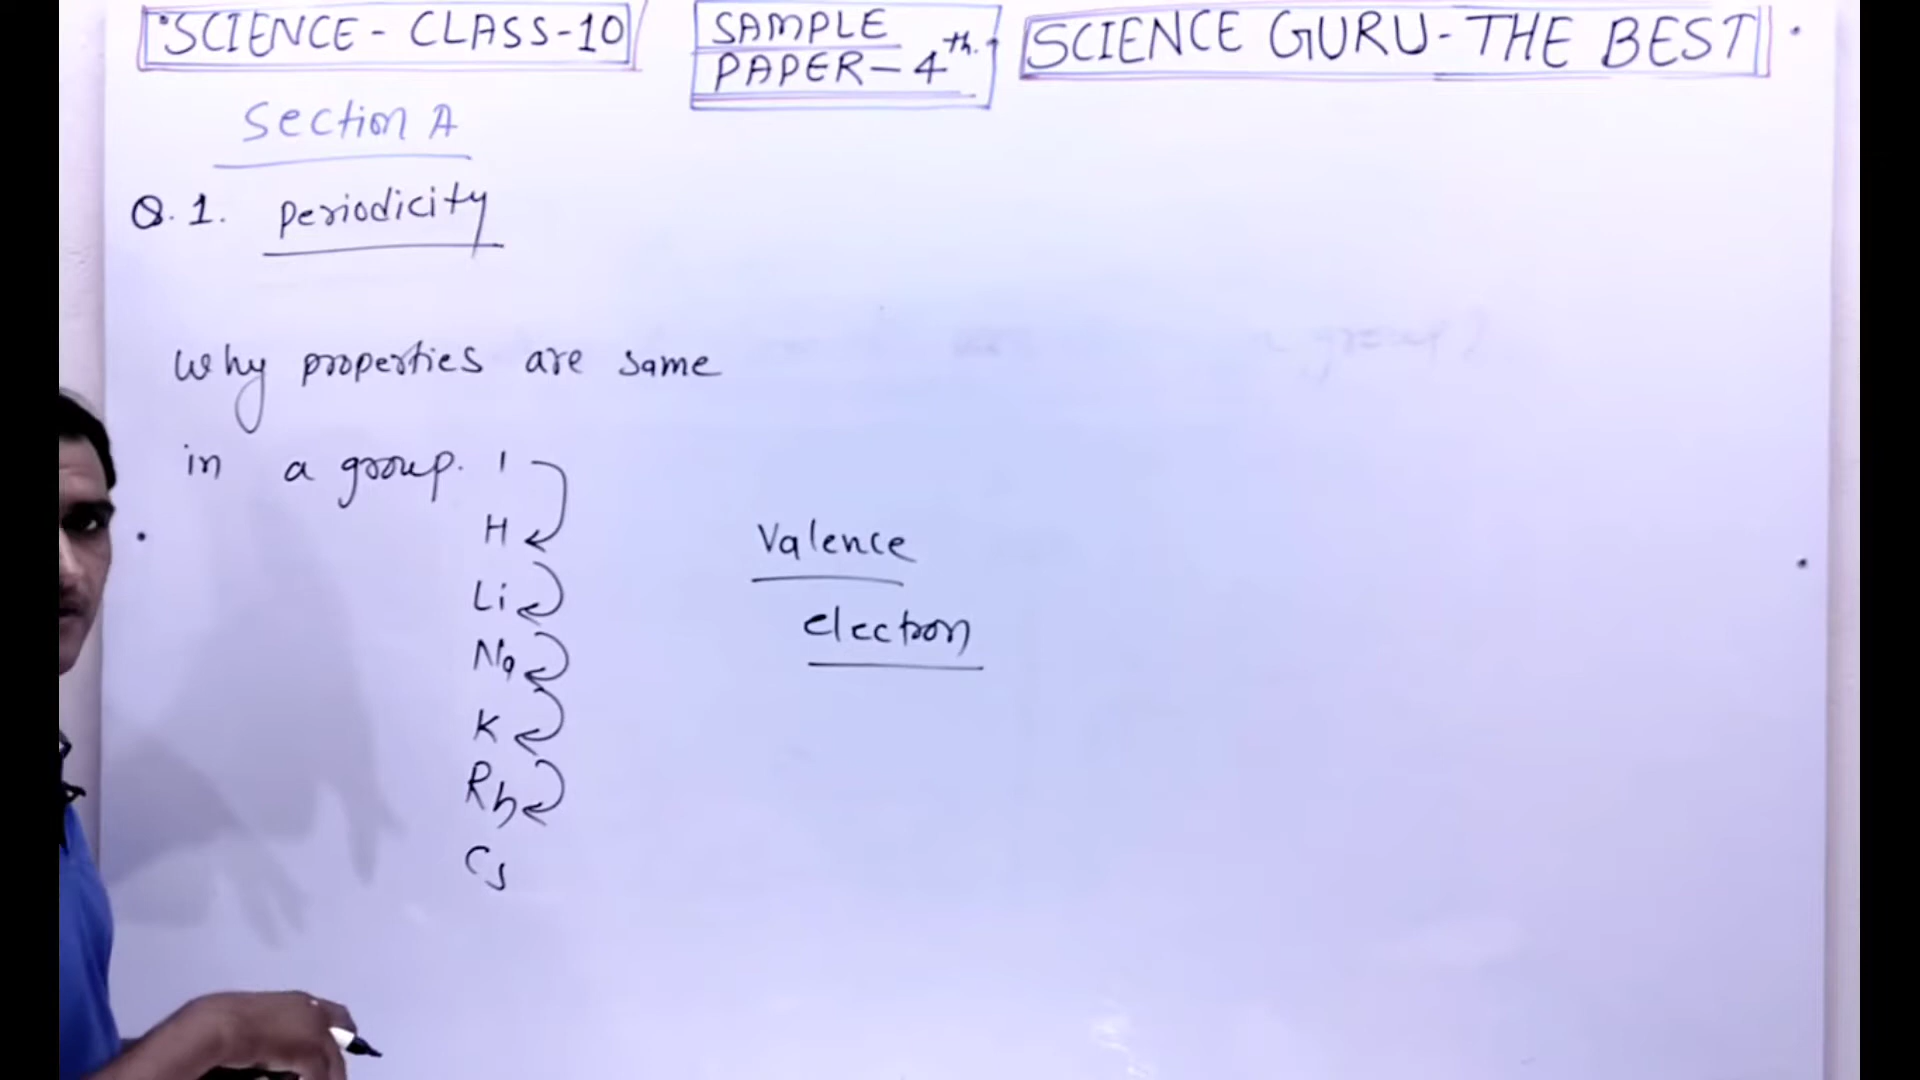 SCIENCE - CLASS-10
SAMPLE
PAPER - 4th.
SCIENCE GURU - THE BEST
Section A
Q. 1. Periodicity
Why properties are same
in a group. 1
H
Li
Na
K
Rb
Cs
Valence
electron
group?